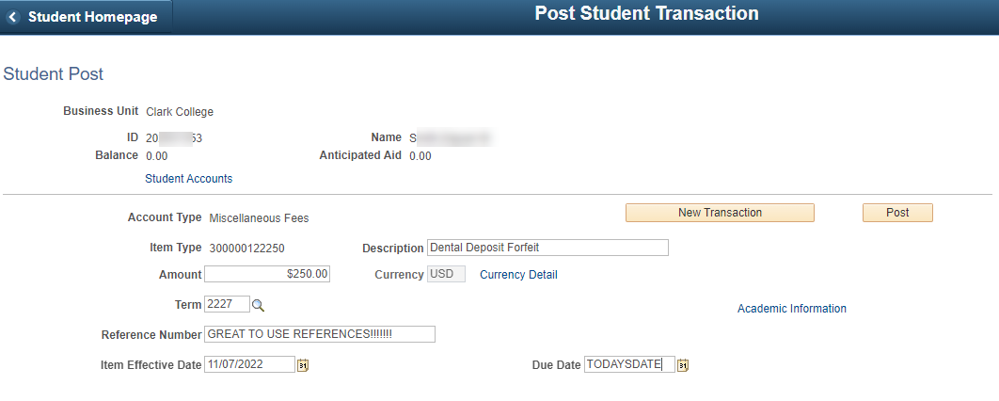 Student Homepage
Post Student Transaction
Student Post
Business Unit Clark College
ID 20 53
Name S
Balance 0.00
Anticipated Aid 0.00
Student Accounts
Account Type Miscellaneous Fees
New Transaction
Post
Item Type 300000122250
Description Dental Deposit Forfeit
Amount $250.00
Currency USD
Currency Detail
Term 2227
Academic Information
Reference Number GREAT TO USE REFERENCES!!!!!!!
Item Effective Date 11/07/2022
31
Due Date TODAYSDATE
31